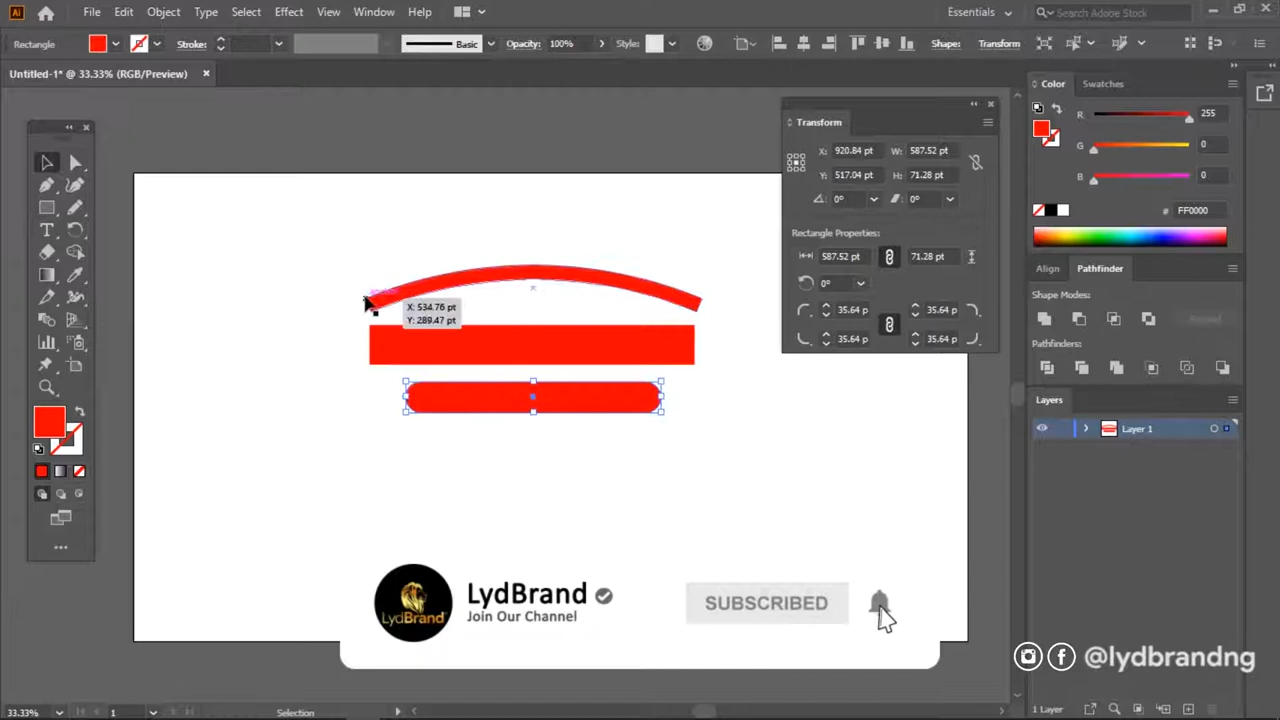 Ai File Edit Object Type Select Effect View Window Help Essentials Search Adobe Stock
Rectangle Stroke: Basic Opacity: 100% Style: Shape: Transform
Untitled-1* @ 33.33% (RGB/Preview)
Color Swatches
R 255
G 0
B 0
# FF0000
Transform
X: 920.84 pt W: 587.52 pt
Y: 517.04 pt H: 71.28 pt
0° 0°
Rectangle Properties:
587.52 pt 71.28 pt
0°
35.64 p 35.64 p
35.64 p 35.64 p
Align Pathfinder
Shape Modes:
Pathfinders:
X: 534.76 pt
Y: 289.47 pt
Layers
Layer 1
LydBrand
LydBrand
Join Our Channel
SUBSCRIBED
@lydbrandng
33.33% 1 Selection
1 Layer